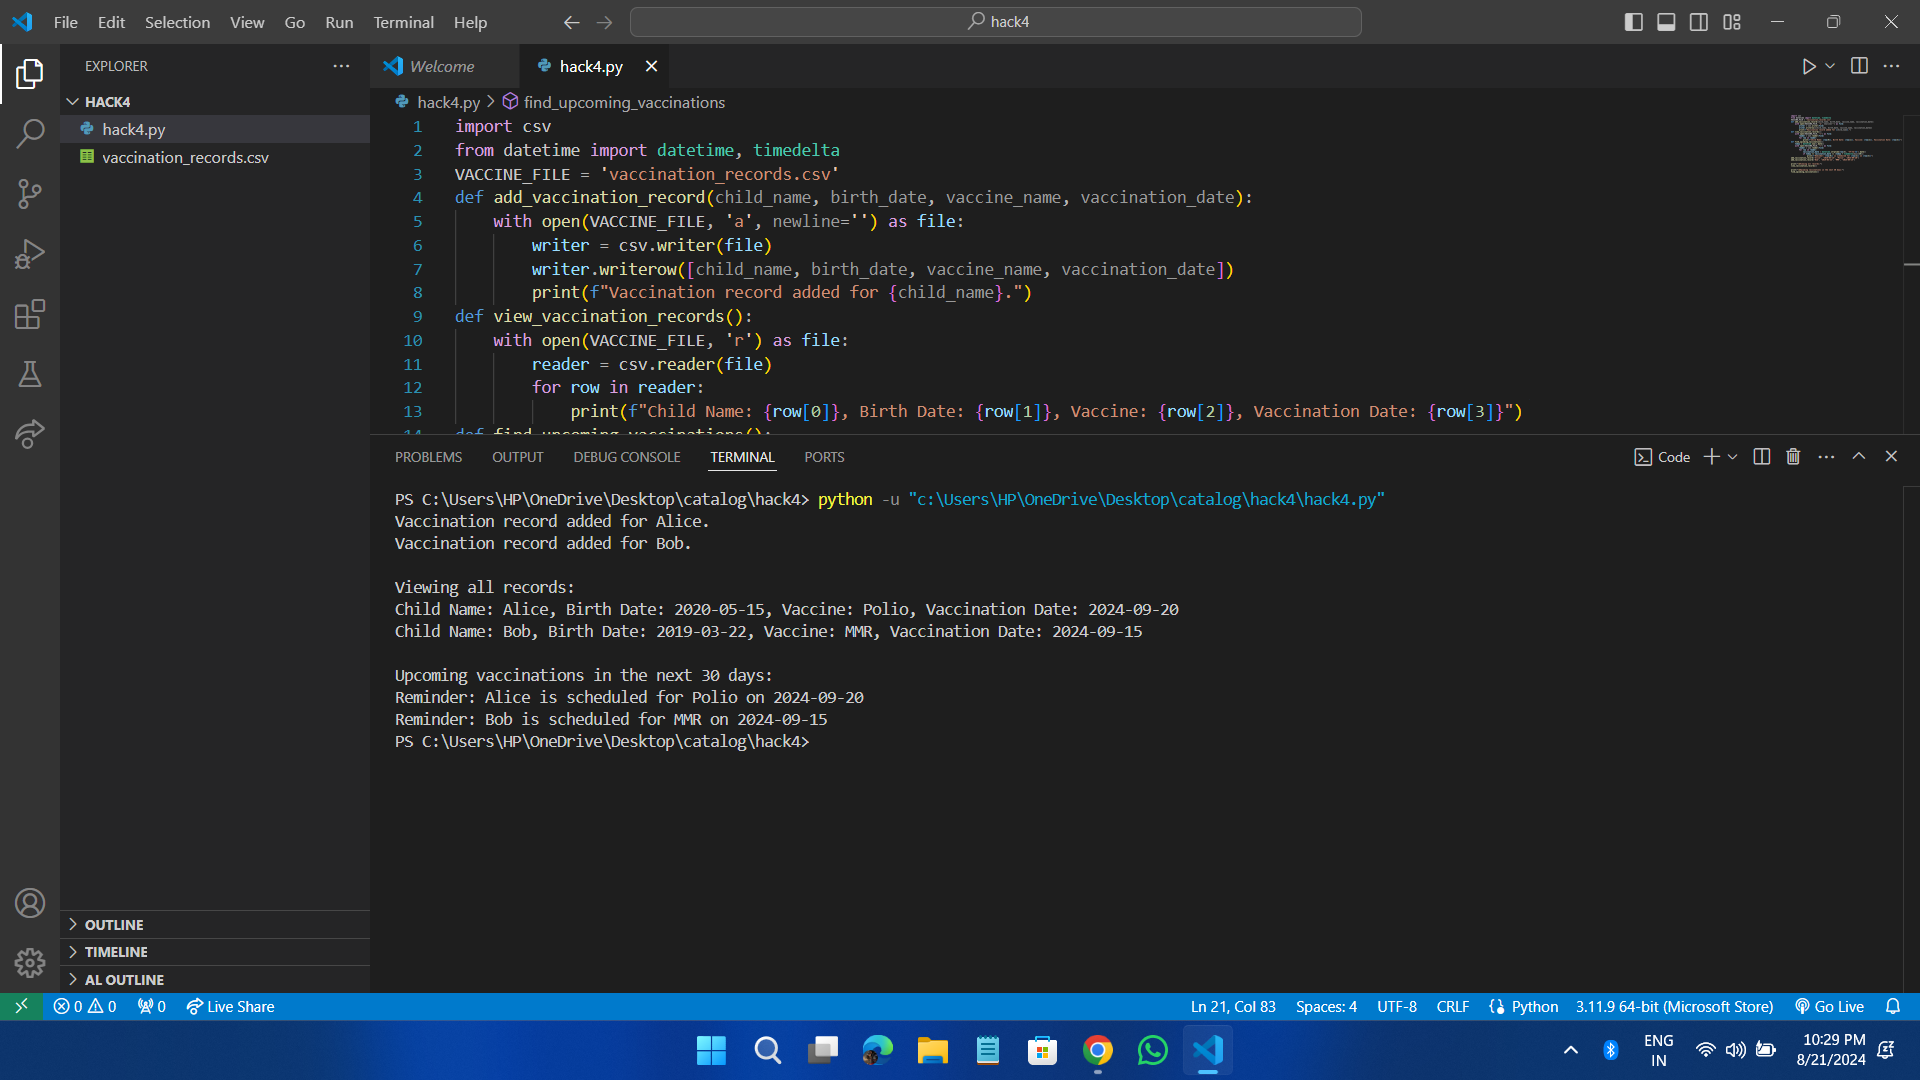 File Edit Selection View Go Run Terminal Help
hack4
EXPLORER
HACK4
hack4.py
vaccination_records.csv
OUTLINE
TIMELINE
AL OUTLINE
Welcome
hack4.py
hack4.py > find_upcoming_vaccinations
1 import csv
2 from datetime import datetime, timedelta
3 VACCINE_FILE = 'vaccination_records.csv'
4 def add_vaccination_record(child_name, birth_date, vaccine_name, vaccination_date):
5 with open(VACCINE_FILE, 'a', newline='') as file:
6 writer = csv.writer(file)
7 writer.writerow([child_name, birth_date, vaccine_name, vaccination_date])
8 print(f"Vaccination record added for {child_name}.")
9 def view_vaccination_records():
10 with open(VACCINE_FILE, 'r') as file:
11 reader = csv.reader(file)
12 for row in reader:
13 print(f"Child Name: {row[0]}, Birth Date: {row[1]}, Vaccine: {row[2]}, Vaccination Date: {row[3]}")
14 def find_upcoming_vaccinations():
PROBLEMS OUTPUT DEBUG CONSOLE TERMINAL PORTS
Code
PS C:\Users\HP\OneDrive\Desktop\catalog\hack4> python -u "c:\Users\HP\OneDrive\Desktop\catalog\hack4\hack4.py"
Vaccination record added for Alice.
Vaccination record added for Bob.
Viewing all records:
Child Name: Alice, Birth Date: 2020-05-15, Vaccine: Polio, Vaccination Date: 2024-09-20
Child Name: Bob, Birth Date: 2019-03-22, Vaccine: MMR, Vaccination Date: 2024-09-15
Upcoming vaccinations in the next 30 days:
Reminder: Alice is scheduled for Polio on 2024-09-20
Reminder: Bob is scheduled for MMR on 2024-09-15
PS C:\Users\HP\OneDrive\Desktop\catalog\hack4>
0 0 0 Live Share
Ln 21, Col 83 Spaces: 4 UTF-8 CRLF Python 3.11.9 64-bit (Microsoft Store) Go Live
ENG
IN
10:29 PM
8/21/2024